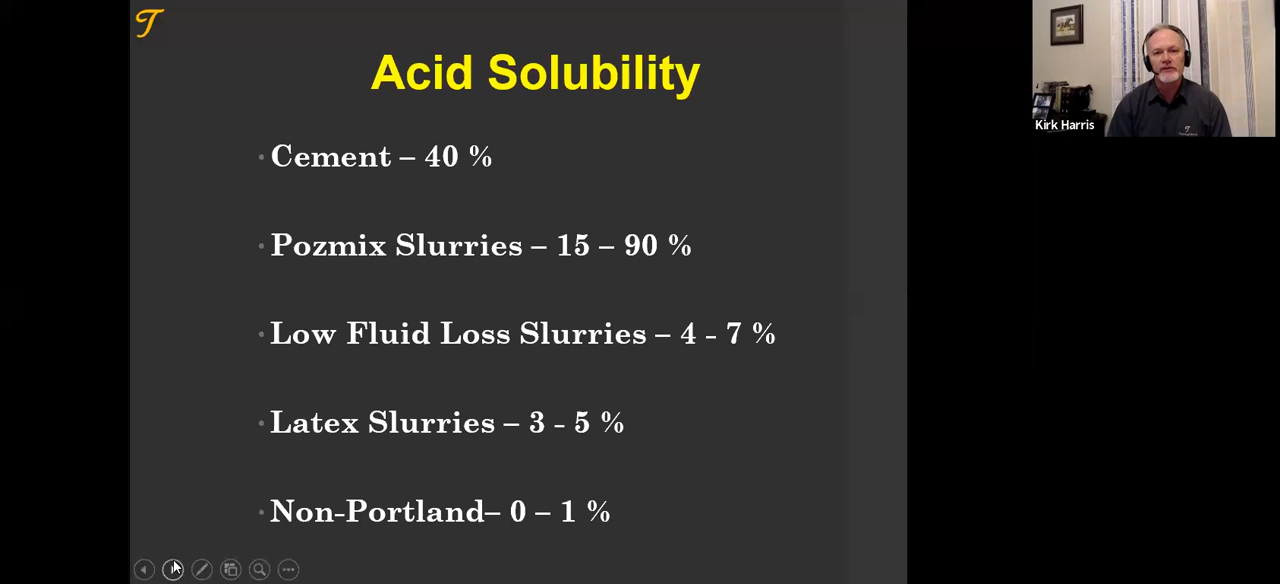 T
Acid Solubility
• Cement – 40 %
• Pozmix Slurries – 15 – 90 %
• Low Fluid Loss Slurries – 4 - 7 %
• Latex Slurries – 3 - 5 %
• Non-Portland– 0 – 1 %
Kirk Harris